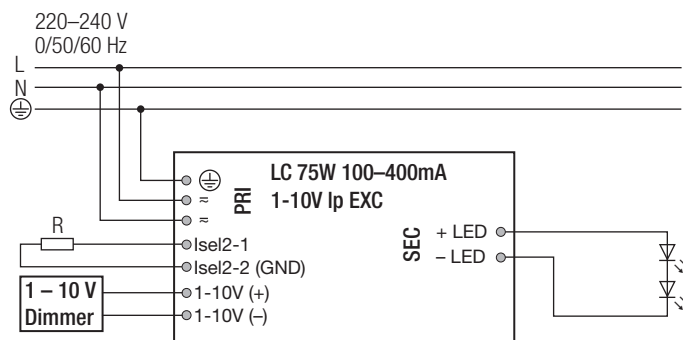 220–240 V
0/50/60 Hz
L
N
LC 75W 100–400mA
1-10V lp EXC
PRI
≂
≂
R
Isel2-1
Isel2-2 (GND)
1 – 10 V
Dimmer
1-10V (+)
1-10V (–)
SEC
+ LED
– LED